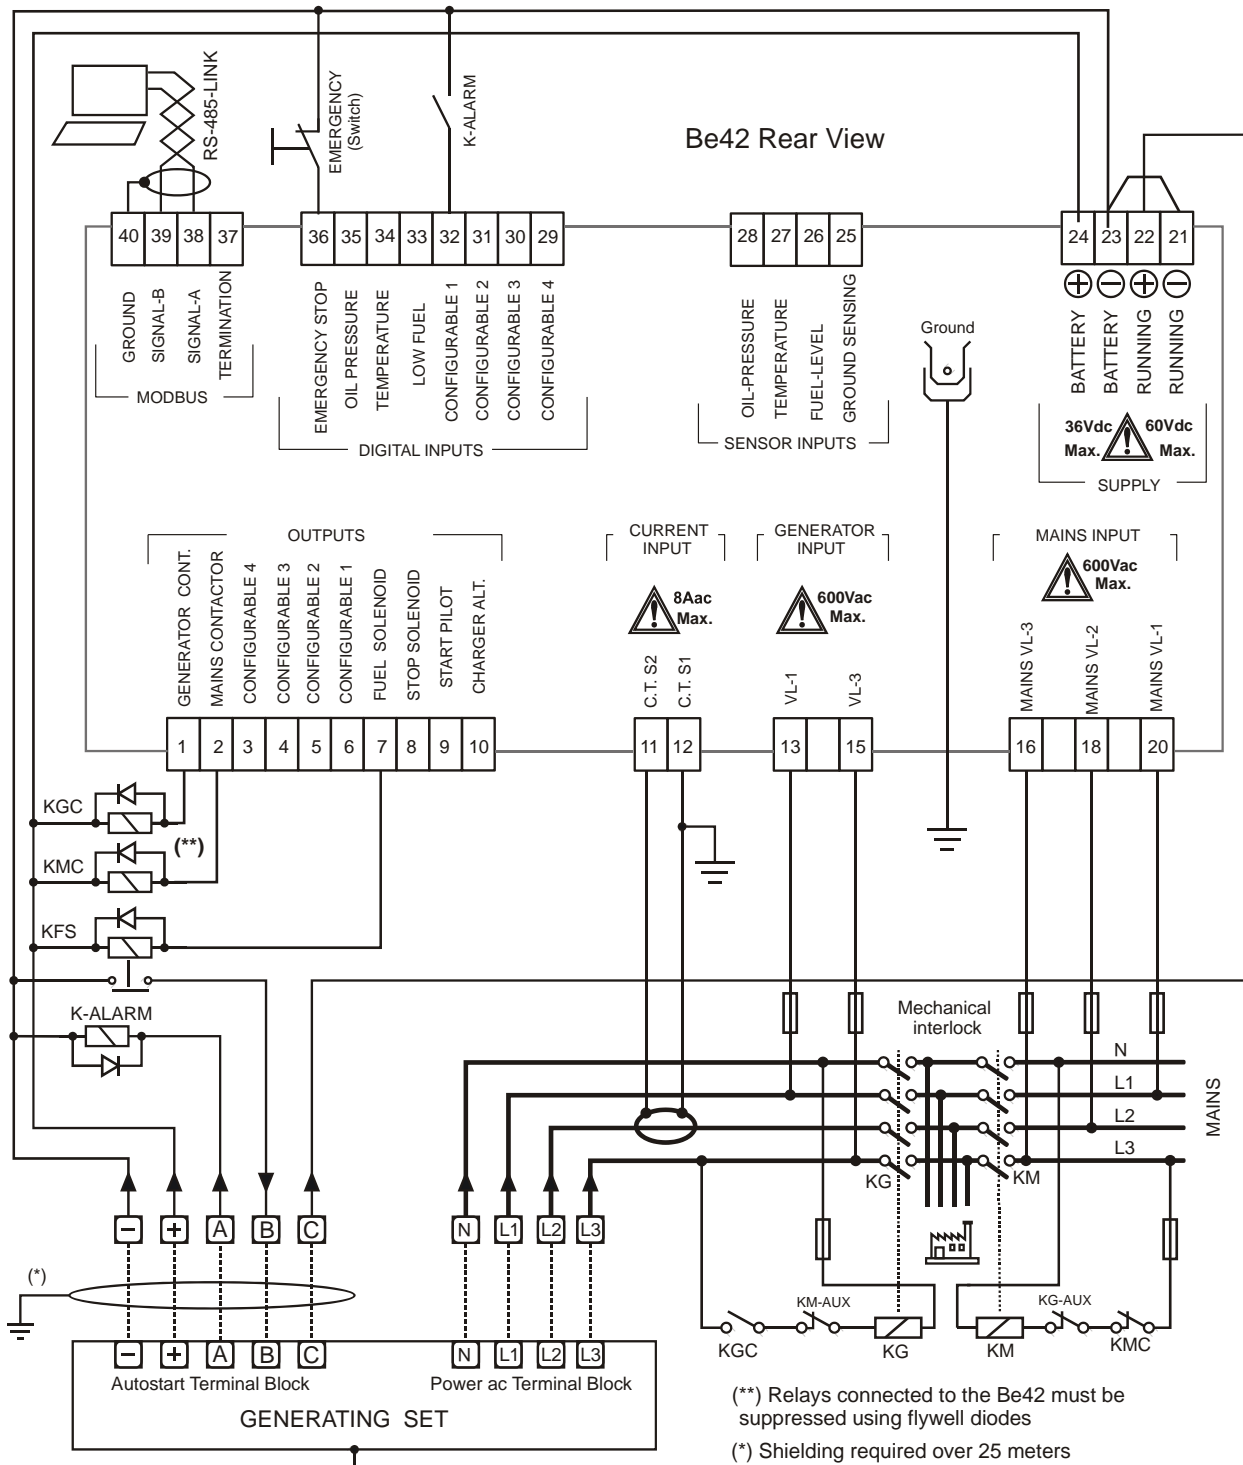 Be42 Rear View
RS-485-LINK
EMERGENCY
(Switch)
K-ALARM
40 39 38 37
36 35 34 33 32 31 30 29
28 27 26 25
24 23 22 21
GROUND
SIGNAL-B
SIGNAL-A
TERMINATION
MODBUS
EMERGENCY STOP
OIL PRESSURE
TEMPERATURE
LOW FUEL
CONFIGURABLE 1
CONFIGURABLE 2
CONFIGURABLE 3
CONFIGURABLE 4
DIGITAL INPUTS
OIL-PRESSURE
TEMPERATURE
FUEL-LEVEL
GROUND SENSING
SENSOR INPUTS
Ground
+ − + −
BATTERY
BATTERY
RUNNING
RUNNING
36Vdc
Max.
!
60Vdc
Max.
SUPPLY
OUTPUTS
GENERATOR CONT.
MAINS CONTACTOR
CONFIGURABLE 4
CONFIGURABLE 3
CONFIGURABLE 2
CONFIGURABLE 1
FUEL SOLENOID
STOP SOLENOID
START PILOT
CHARGER ALT.
CURRENT
INPUT
!
8Aac
Max.
C.T. S2
C.T. S1
GENERATOR
INPUT
!
600Vac
Max.
VL-1
VL-3
MAINS INPUT
!
600Vac
Max.
MAINS VL-3
MAINS VL-2
MAINS VL-1
1 2 3 4 5 6 7 8 9 10
11 12
13 15
16 18 20
KGC
(**)
KMC
KFS
K-ALARM
Mechanical
interlock
N
L1
L2
L3
MAINS
KG
KM
− + A B C
N L1 L2 L3
(*)
KM-AUX
KG-AUX
KGC
KG
KM
KMC
− + A B C
N L1 L2 L3
Autostart Terminal Block
Power ac Terminal Block
GENERATING SET
(**) Relays connected to the Be42 must be
suppressed using flywell diodes
(*) Shielding required over 25 meters